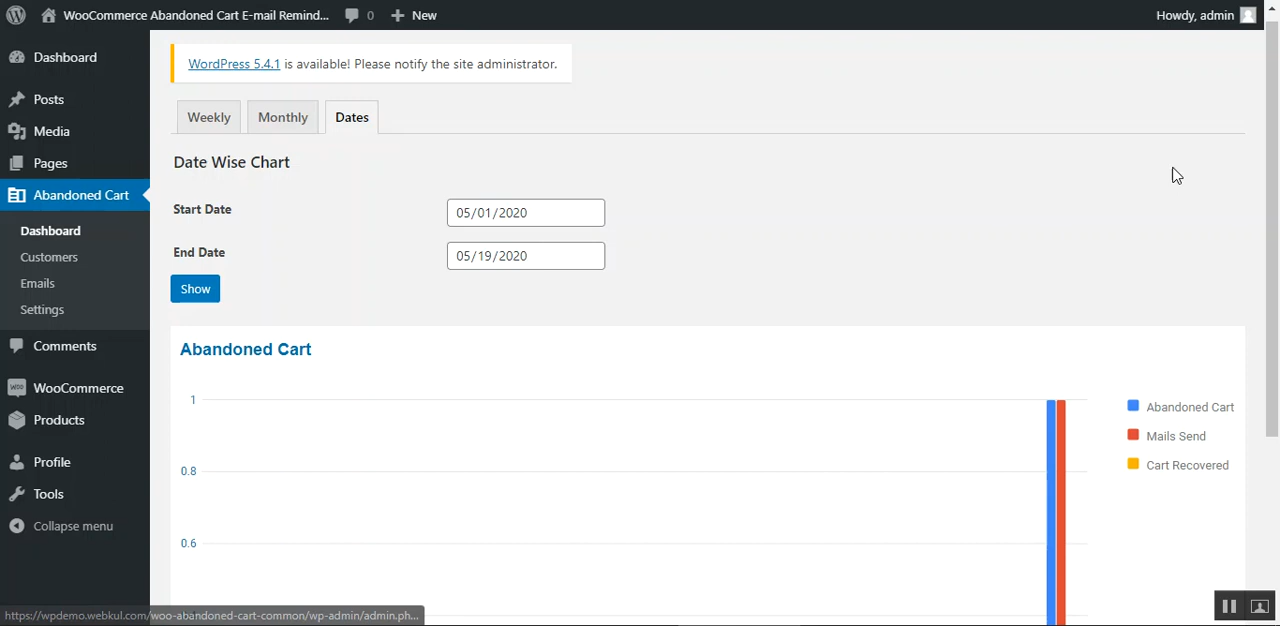 WooCommerce Abandoned Cart E-mail Remind... 0 New Howdy, admin
Dashboard
Posts
Media
Pages
Abandoned Cart
Dashboard
Customers
Emails
Settings
Comments
WOO WooCommerce
Products
Profile
Tools
Collapse menu
WordPress 5.4.1 is available! Please notify the site administrator.
Weekly Monthly Dates
Date Wise Chart
Start Date 05/01/2020
End Date 05/19/2020
Show
Abandoned Cart
1
0.8
0.6
Abandoned Cart
Mails Send
Cart Recovered
https://wpdemo.webkul.com/woo-abandoned-cart-common/wp-admin/admin.ph...